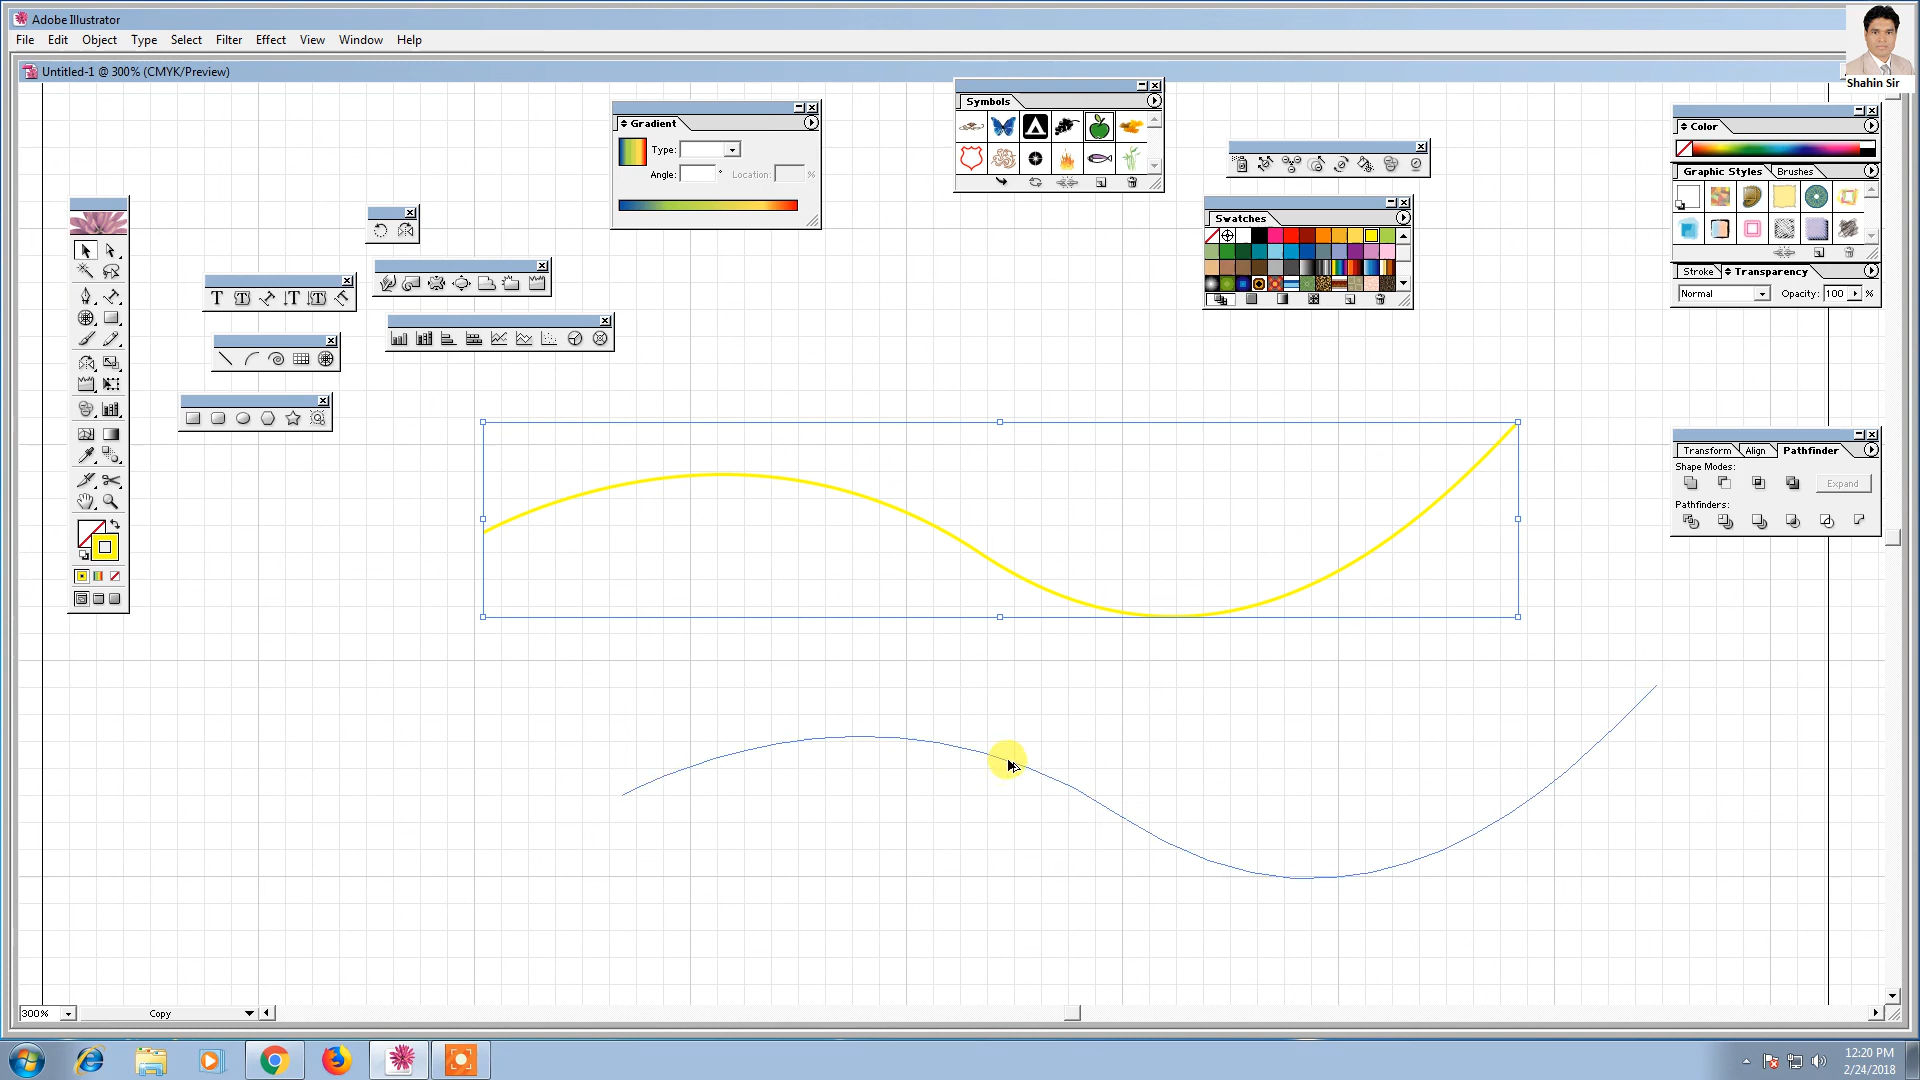 Adobe Illustrator
File Edit Object Type Select Filter Effect View Window Help
Shahin Sir
Untitled-1 @ 300% (CMYK/Preview)
Gradient
Type:
Angle: ° Location: %
Symbols
Swatches
Color
Graphic Styles Brushes
Stroke Transparency
Normal Opacity: 100 %
Transform Align Pathfinder
Shape Modes:
Expand
Pathfinders:
300% Copy
12:20 PM
2/24/2018